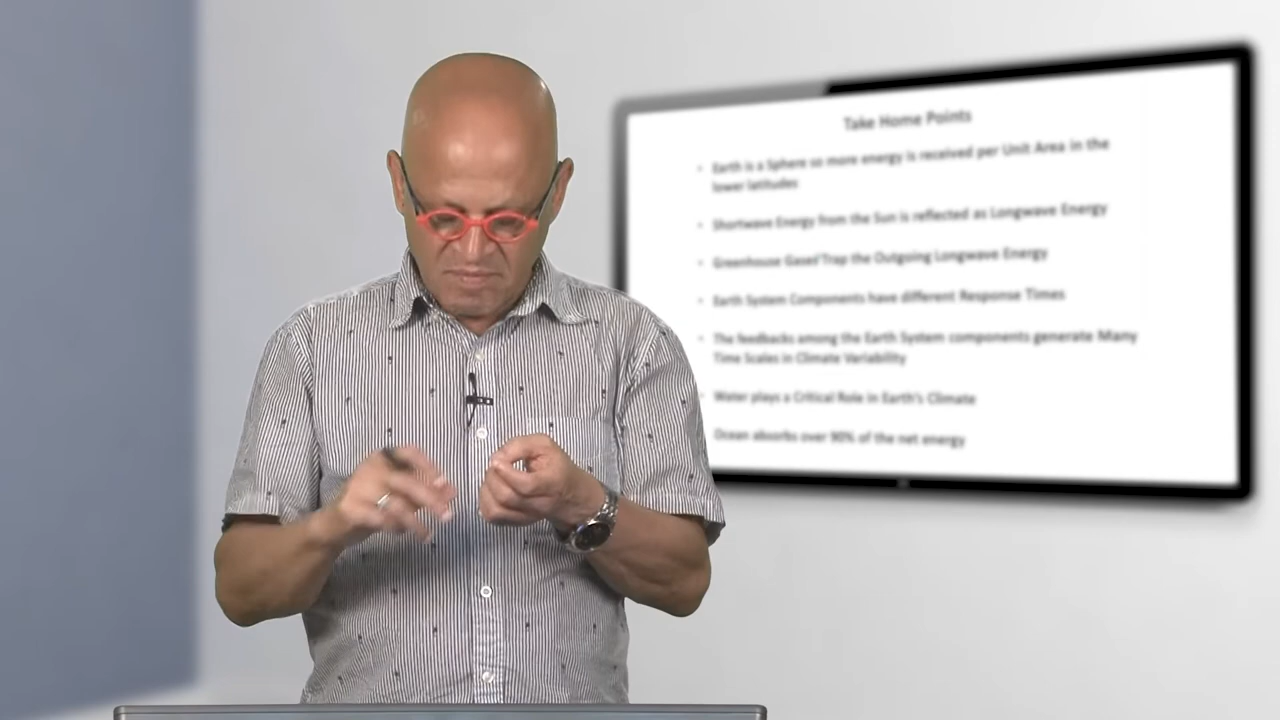 Take Home Points
Earth is a Sphere so more energy is received per Unit Area in the
lower latitudes
Shortwave Energy from the Sun is reflected as Longwave Energy
Greenhouse Gases Trap the Outgoing Longwave Energy
Earth System Components have different Response Times
The feedbacks among the Earth System components generate Many
Time Scales in Climate Variability
Water plays a Critical Role in Earth's Climate
Ocean absorbs over 90% of the net energy